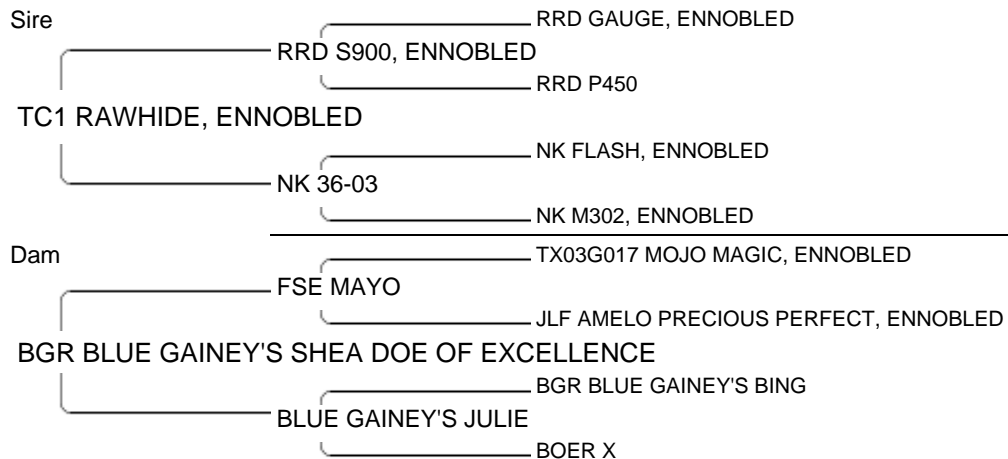 Sire
RRD GAUGE, ENNOBLED
RRD S900, ENNOBLED
RRD P450
TC1 RAWHIDE, ENNOBLED
NK FLASH, ENNOBLED
NK 36-03
NK M302, ENNOBLED
Dam
TX03G017 MOJO MAGIC, ENNOBLED
FSE MAYO
JLF AMELO PRECIOUS PERFECT, ENNOBLED
BGR BLUE GAINEY'S SHEA DOE OF EXCELLENCE
BGR BLUE GAINEY'S BING
BLUE GAINEY'S JULIE
BOER X